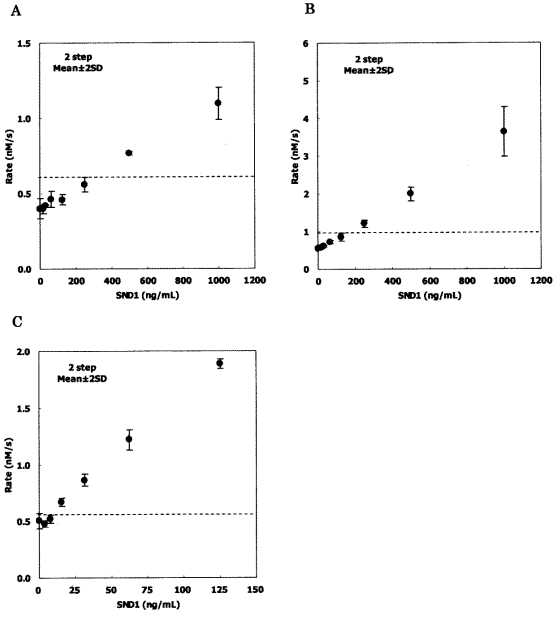 A
2 step
Mean±2SD
1.5
1.0
0.5
0.0
Rate (nM/s)
0 200 400 600 800 1000 1200
SND1 (ng/mL)
B
2 step
Mean±2SD
6
5
4
3
2
1
0
Rate (nM/s)
0 200 400 600 800 1000 1200
SND1 (ng/mL)
C
2 step
Mean±2SD
2.0
1.5
1.0
0.5
0.0
Rate (nM/s)
0 25 50 75 100 125 150
SND1 (ng/mL)